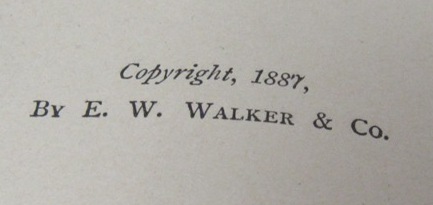 Copyright, 1887,
By E. W. Walker & Co.